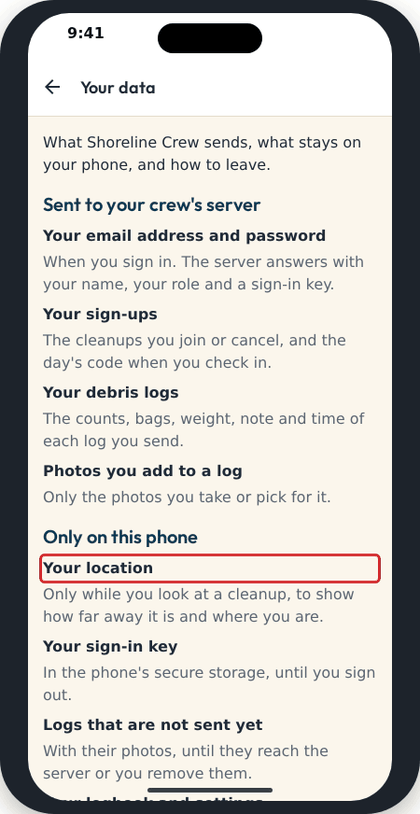 9:41
Your data
What Shoreline Crew sends, what stays on
your phone, and how to leave.
Sent to your crew's server
Your email address and password
When you sign in. The server answers with
your name, your role and a sign-in key.
Your sign-ups
The cleanups you join or cancel, and the
day's code when you check in.
Your debris logs
The counts, bags, weight, note and time of
each log you send.
Photos you add to a log
Only the photos you take or pick for it.
Only on this phone
Your location
Only while you look at a cleanup, to show
how far away it is and where you are.
Your sign-in key
In the phone's secure storage, until you sign
out.
Logs that are not sent yet
With their photos, until they reach the
server or you remove them.
Your logbook and settings